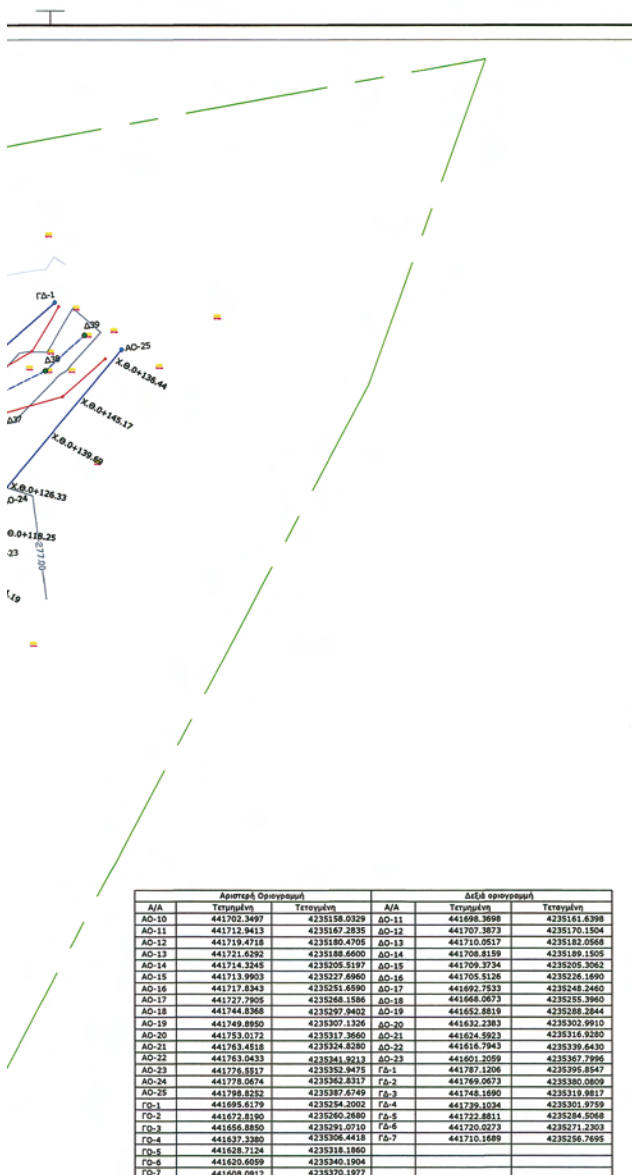 ΓΔ-1
Δ39
ΑΟ-25
Δ38
Χ.Θ.0+136.44
Δ37
Χ.Θ.0+145.17
Χ.Θ.0+139.69
Χ.Θ.0+126.33
Θ.0+118.25
-23
277.00
Αριστερή Οριογραμμή Δεξιά οριογραμμή
Α/Α Τετμημένη Τεταγμένη Α/Α Τετμημένη Τεταγμένη
ΑΟ-10 441702.3497 4235158.0329 ΔΟ-11 441698.3698 4235161.6398
ΑΟ-11 441712.9413 4235167.2835 ΔΟ-12 441707.3873 4235170.1504
ΑΟ-12 441719.4718 4235180.4705 ΔΟ-13 441710.0517 4235182.0568
ΑΟ-13 441721.6292 4235188.6600 ΔΟ-14 441708.8159 4235189.1505
ΑΟ-14 441714.3245 4235205.5197 ΔΟ-15 441709.3734 4235205.3062
ΑΟ-15 441713.9903 4235227.6960 ΔΟ-16 441705.5126 4235226.1690
ΑΟ-16 441717.8343 4235251.6590 ΔΟ-17 441692.7533 4235248.2460
ΑΟ-17 441727.7905 4235268.1586 ΔΟ-18 441668.0673 4235255.3960
ΑΟ-18 441744.8368 4235297.9402 ΔΟ-19 441652.8819 4235288.2844
ΑΟ-19 441749.8950 4235307.1326 ΔΟ-20 441632.2383 4235302.9910
ΑΟ-20 441753.0172 4235317.3660 ΔΟ-21 441624.5923 4235316.9280
ΑΟ-21 441763.4518 4235324.8280 ΔΟ-22 441616.7943 4235339.6430
ΑΟ-22 441763.0433 4235341.9213 ΔΟ-23 441601.2059 4235367.7996
ΑΟ-23 441776.5517 4235352.9475 ΓΔ-1 441787.1206 4235395.8547
ΑΟ-24 441778.0674 4235362.8317 ΓΔ-2 441769.0673 4235380.0809
ΑΟ-25 441798.8252 4235387.6749 ΓΔ-3 441748.1690 4235319.9817
ΓΟ-1 441695.6179 4235254.2002 ΓΔ-4 441739.1034 4235301.9759
ΓΟ-2 441672.8190 4235260.2680 ΓΔ-5 441722.8811 4235284.5068
ΓΟ-3 441656.8850 4235291.0710 ΓΔ-6 441720.0273 4235271.2303
ΓΟ-4 441637.3380 4235306.4418 ΓΔ-7 441710.1689 4235256.7695
ΓΟ-5 441628.7124 4235318.1860
ΓΟ-6 441620.6059 4235340.1904
ΓΟ-7 441608.0912 4235370.1977